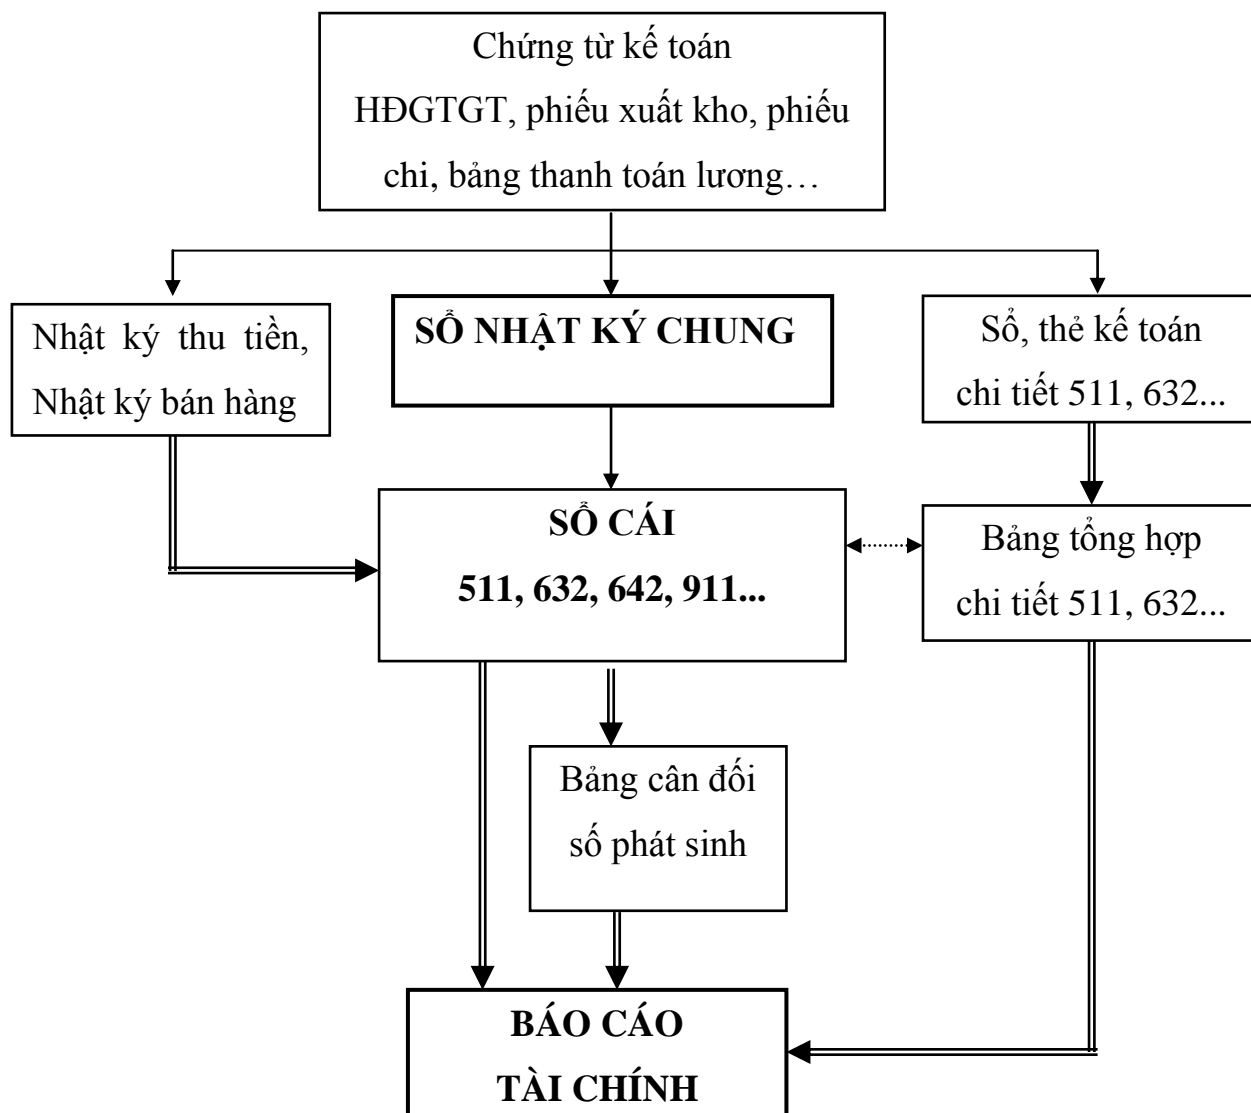 Chứng từ kế toán
HĐGTGT, phiếu xuất kho, phiếu
chi, bảng thanh toán lương…
Nhật ký thu tiền,
Nhật ký bán hàng
SỔ NHẬT KÝ CHUNG
Sổ, thẻ kế toán
chi tiết 511, 632...
SỔ CÁI
511, 632, 642, 911...
Bảng tổng hợp
chi tiết 511, 632...
Bảng cân đối
số phát sinh
BÁO CÁO
TÀI CHÍNH